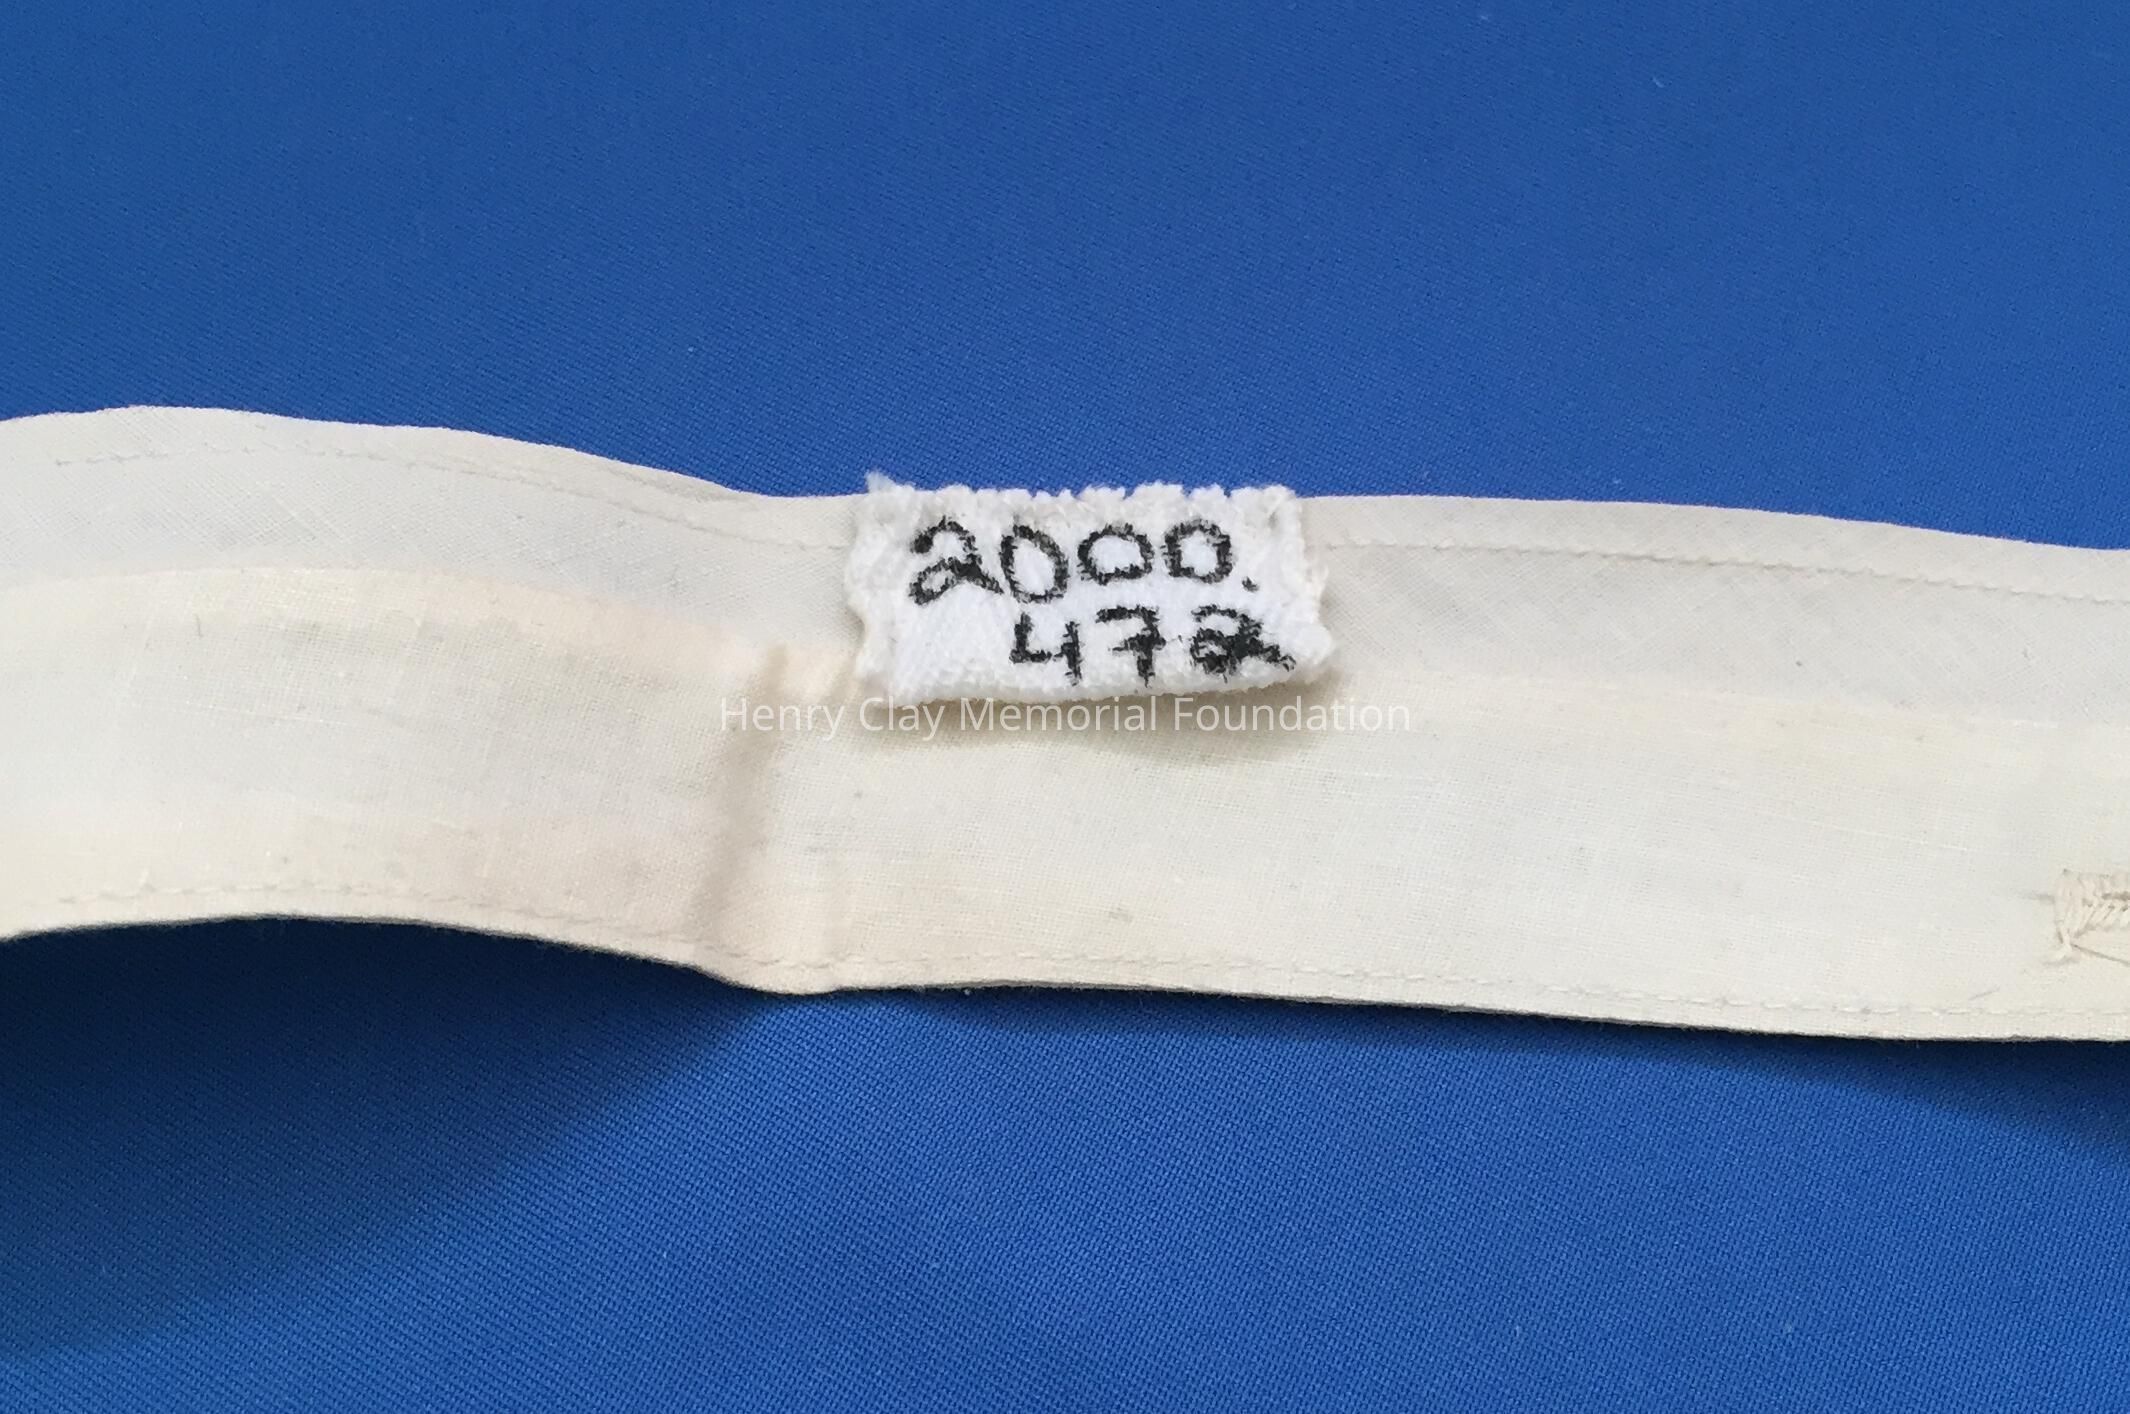 2000.
472
Henry Clay Memorial Foundation